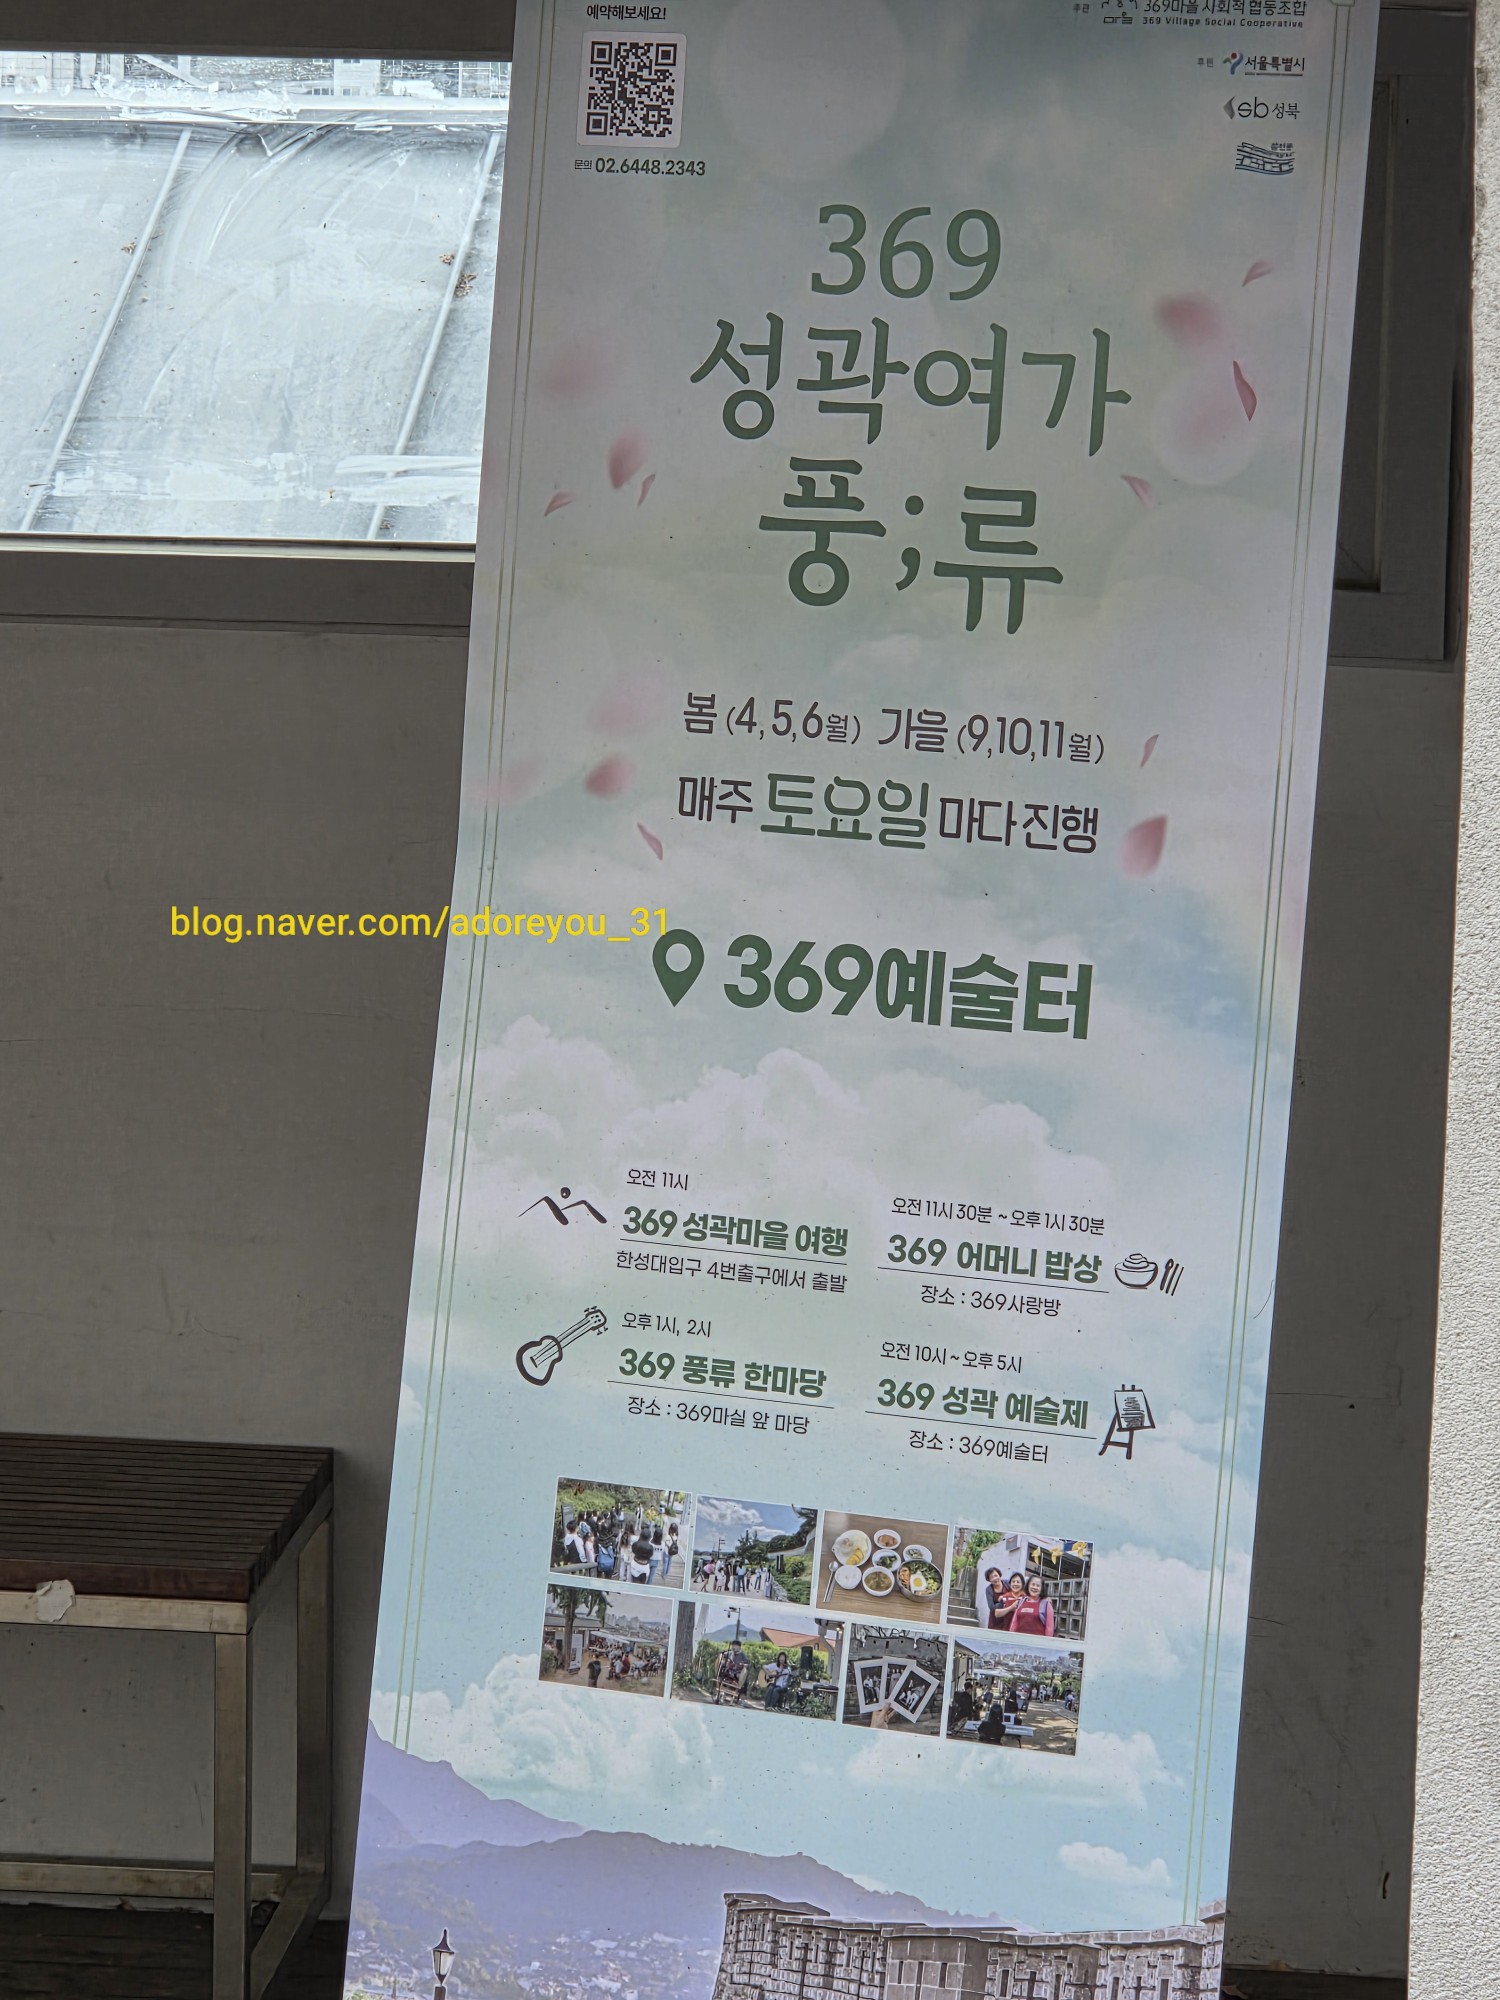 예약해보세요!
문의 02.6448.2343
주관 369마을 사회적 협동조합
369 Village Social Cooperative
후원 서울특별시
sb 성북
369
성곽여가
풍;류
봄 (4,5,6월) 가을 (9,10,11월)
매주 토요일마다 진행
blog.naver.com/adoreyou_31
369예술터
오전 11시
369 성곽마을 여행
한성대입구 4번출구에서 출발
오전 11시 30분 ~ 오후 1시 30분
369 어머니 밥상
장소 : 369사랑방
오후 1시, 2시
369 풍류 한마당
장소 : 369마실 앞 마당
오전 10시 ~ 오후 5시
369 성곽 예술제
장소 : 369예술터